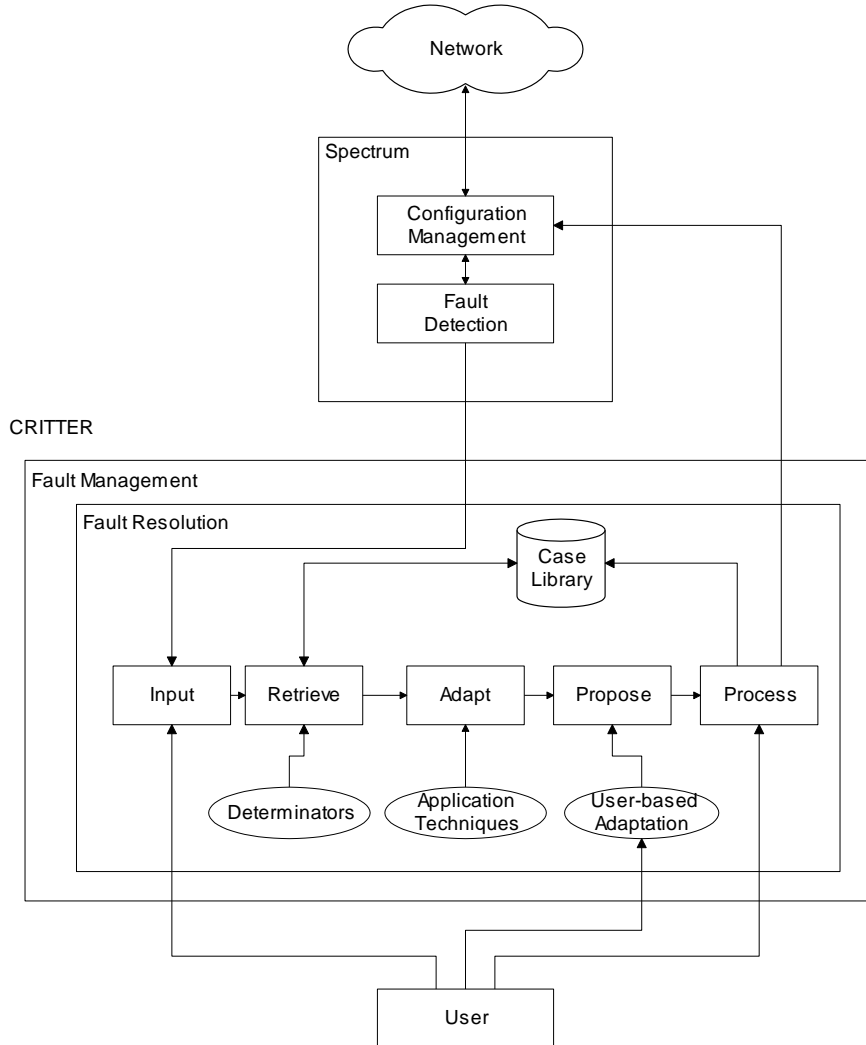 Network
Spectrum
Configuration
Management
Fault
Detection
CRITTER
Fault Management
Fault Resolution
Case
Library
Input
Retrieve
Adapt
Propose
Process
Determinators
Application
Techniques
User-based
Adaptation
User